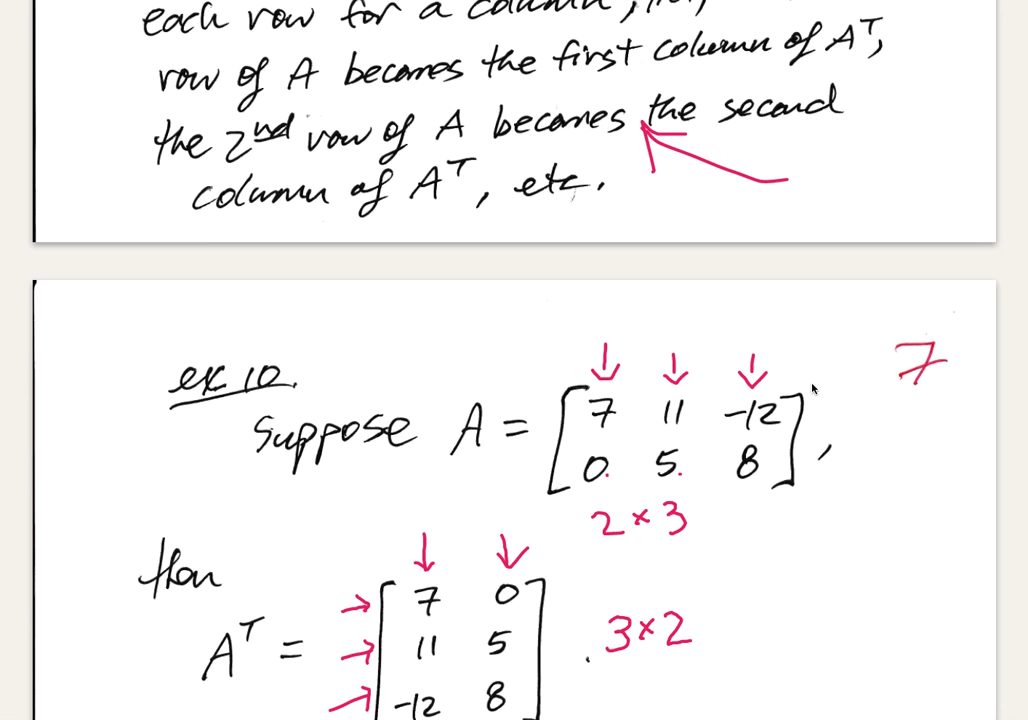 each row for a column,
row of A becomes the first column of Aᵀ,
the 2nd row of A becomes the second
column of Aᵀ, etc.
7
ex 10.
Suppose A = [7 11 -12
0. 5. 8],
2 × 3
then
Aᵀ = [7 0
11 5
-12 8]. 3×2